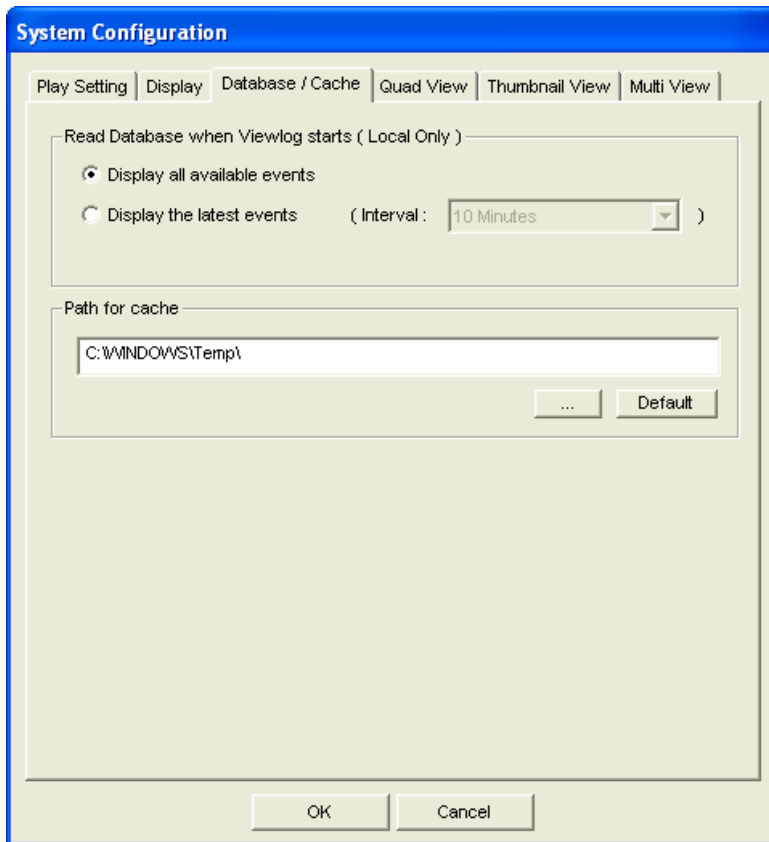 System Configuration
Play Setting Display Database / Cache Quad View Thumbnail View Multi View
Read Database when Viewlog starts ( Local Only )
Display all available events
Display the latest events ( Interval : 10 Minutes )
Path for cache
C:\WINDOWS\Temp\
... Default
OK Cancel